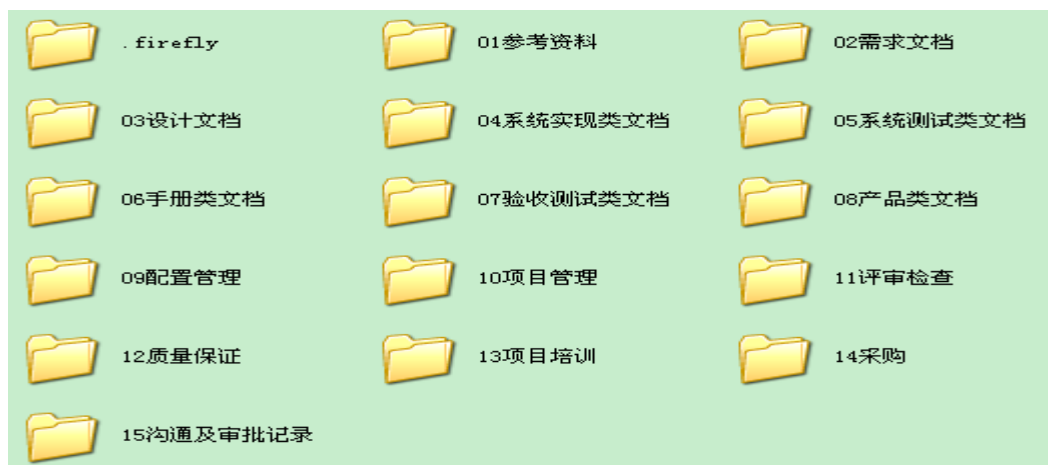 .firefly
01参考资料
02需求文档
03设计文档
04系统实现类文档
05系统测试类文档
06手册类文档
07验收测试类文档
08产品类文档
09配置管理
10项目管理
11评审检查
12质量保证
13项目培训
14采购
15沟通及审批记录